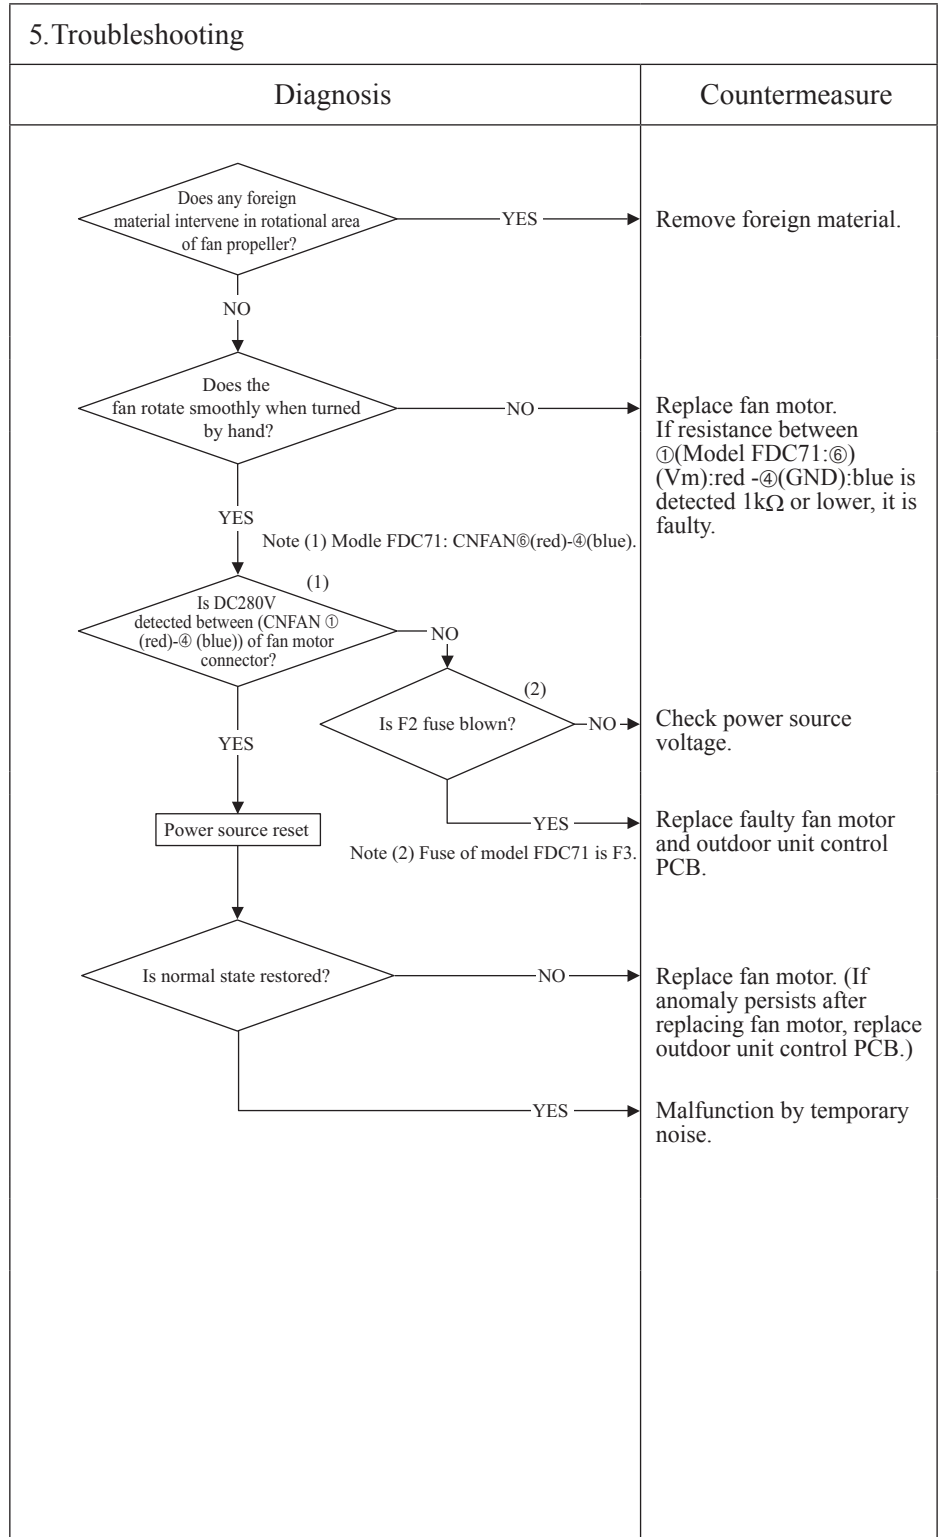 5.Troubleshooting
Diagnosis
Countermeasure
Does any foreign
material intervene in rotational area
of fan propeller?
YES
Remove foreign material.
NO
Does the
fan rotate smoothly when turned
by hand?
NO
Replace fan motor.
If resistance between
①(Model FDC71:⑥)
(Vm):red -④(GND):blue is
detected 1kΩ or lower, it is
faulty.
YES
Note (1) Modle FDC71: CNFAN⑥(red)-④(blue).
(1)
Is DC280V
detected between (CNFAN ①
(red)-④ (blue)) of fan motor
connector?
NO
(2)
Is F2 fuse blown?
NO
Check power source
voltage.
YES
YES
Replace faulty fan motor
and outdoor unit control
PCB.
Note (2) Fuse of model FDC71 is F3.
Power source reset
Is normal state restored?
NO
Replace fan motor. (If
anomaly persists after
replacing fan motor, replace
outdoor unit control PCB.)
YES
Malfunction by temporary
noise.